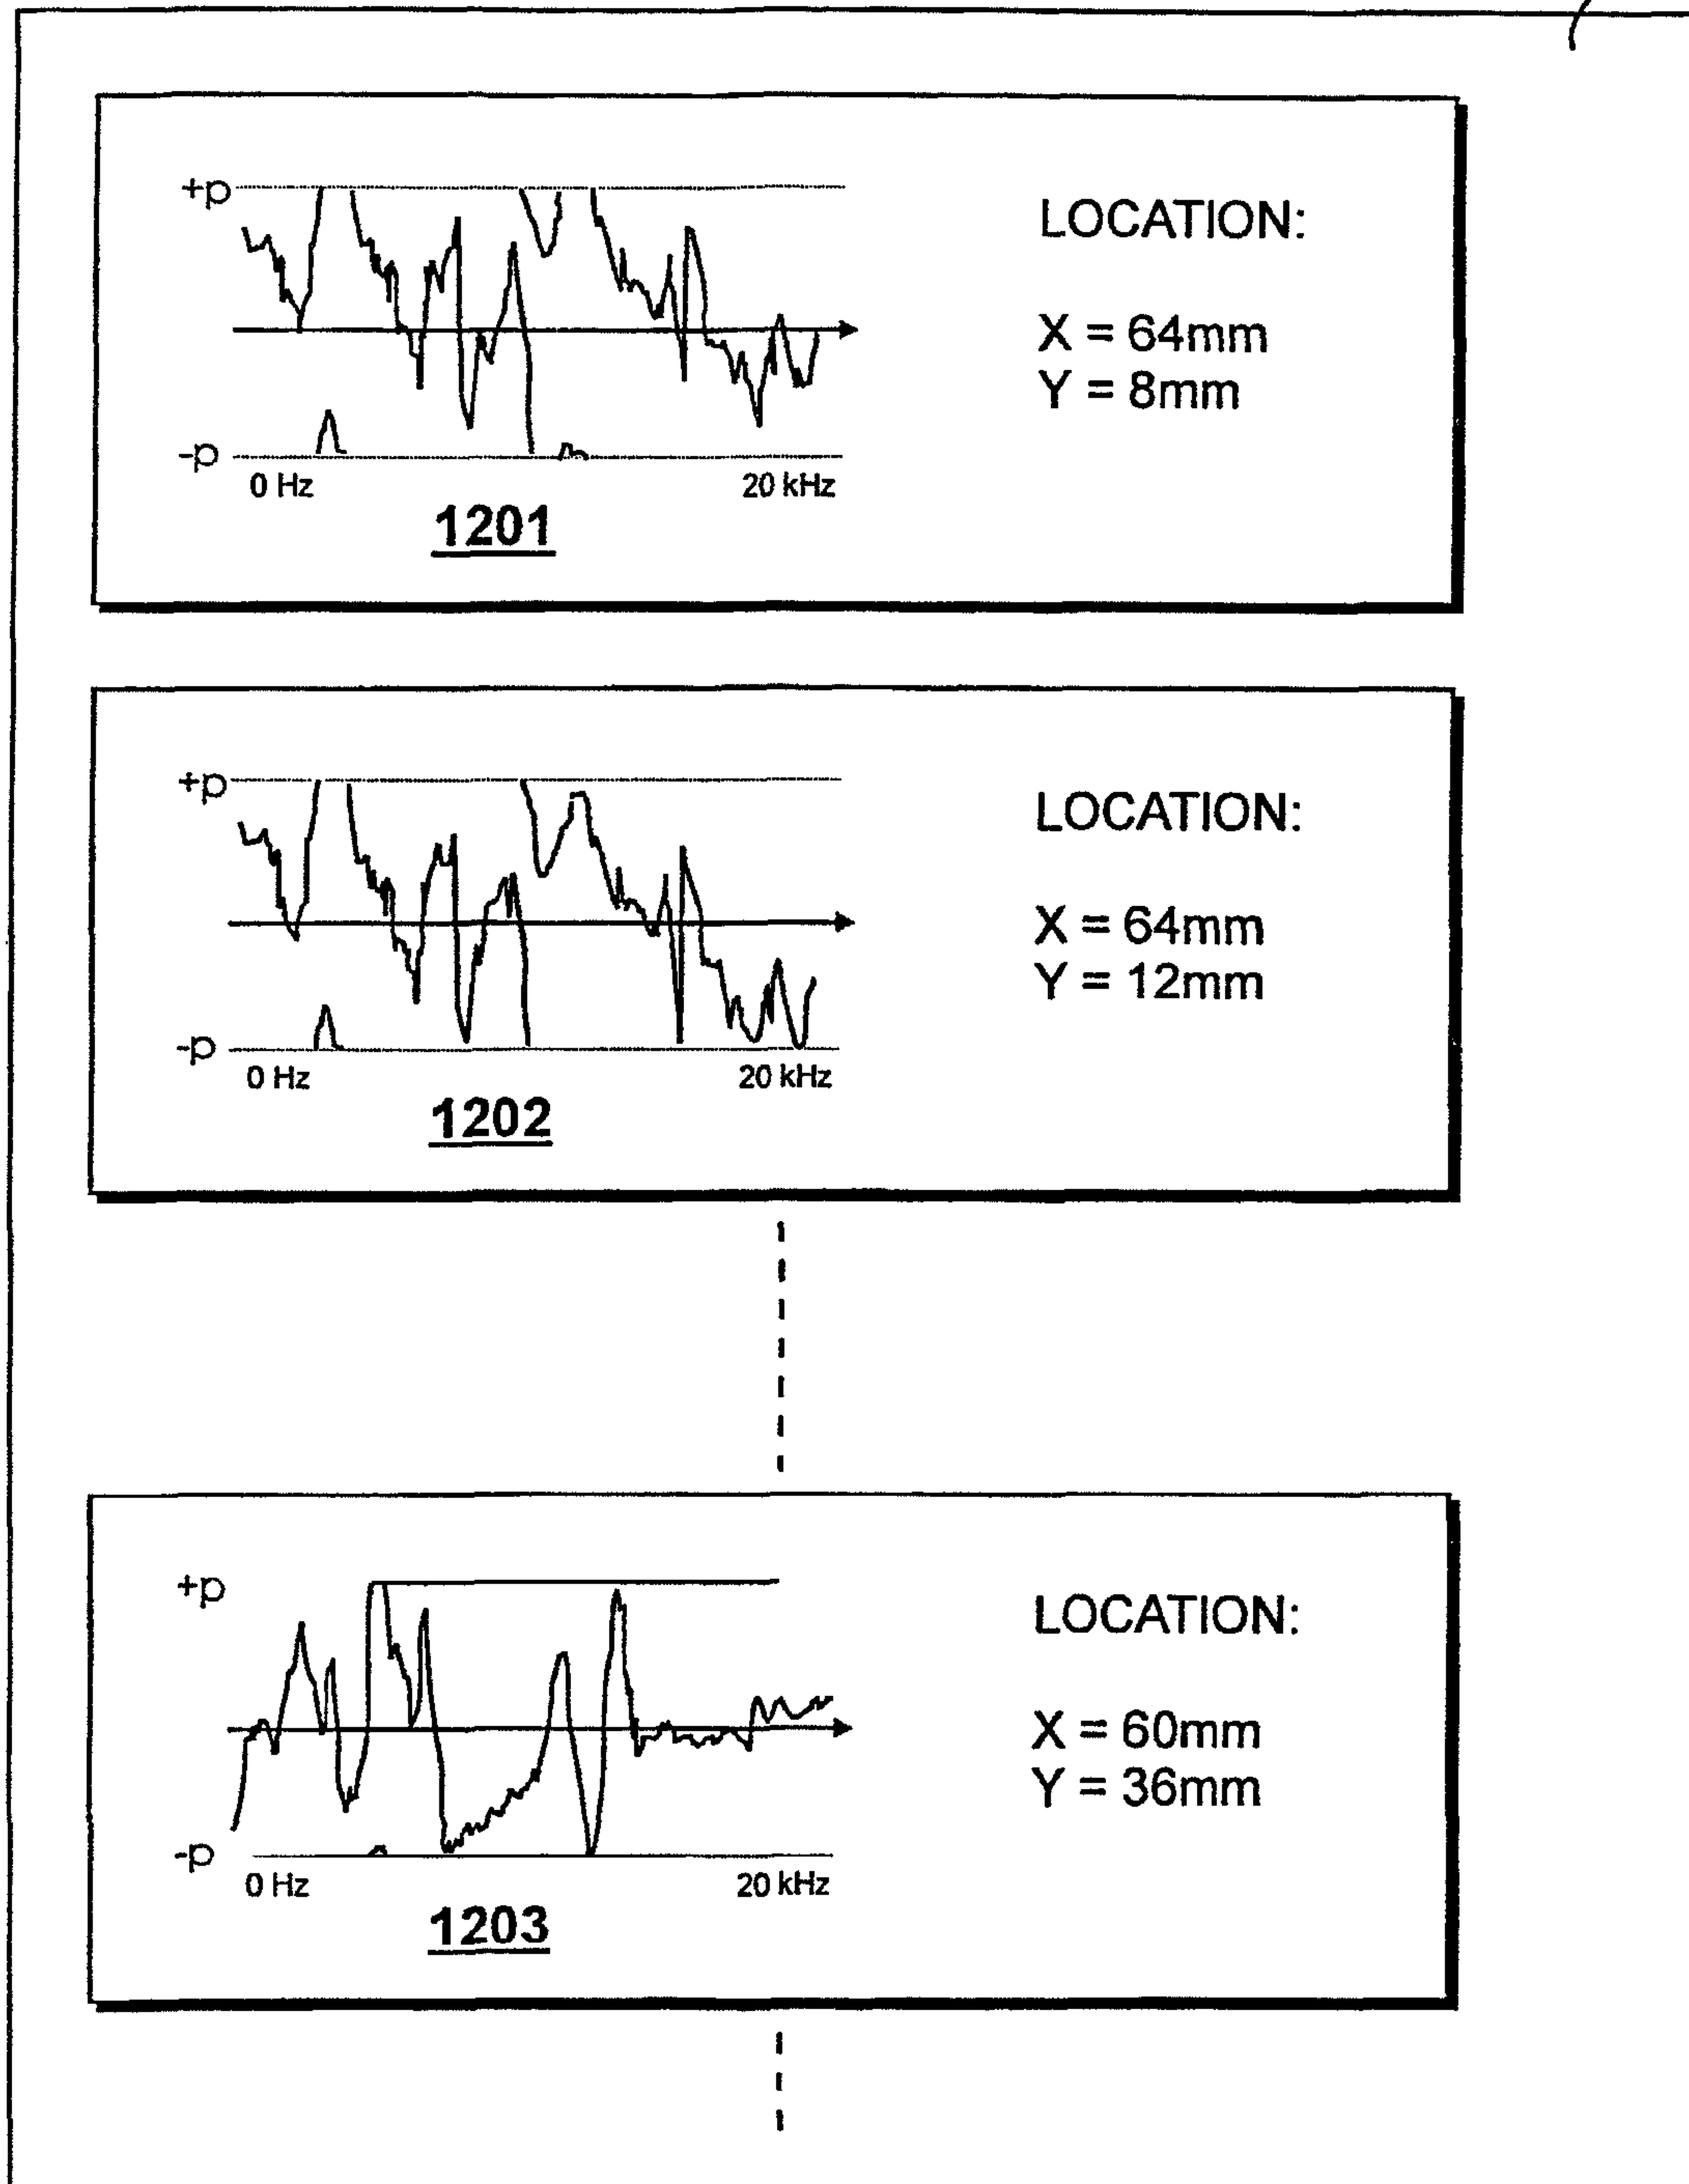 +p
-p
0 Hz 20 kHz
1201
LOCATION:
X = 64mm
Y = 8mm
+p
-p
0 Hz 20 kHz
1202
LOCATION:
X = 64mm
Y = 12mm
+p
-p
0 Hz 20 kHz
1203
LOCATION:
X = 60mm
Y = 36mm